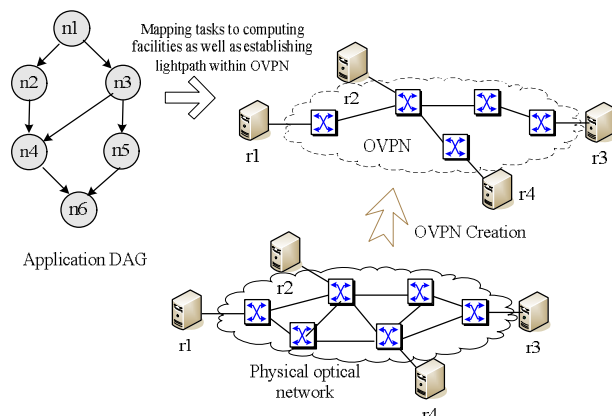 n1
Mapping tasks to computing
facilities as well as establishing
lightpath within OVPN
n2
n3
r2
r1
OVPN
r3
n4
n5
r4
n6
Application DAG
OVPN Creation
r2
r1
r3
Physical optical
network
r4